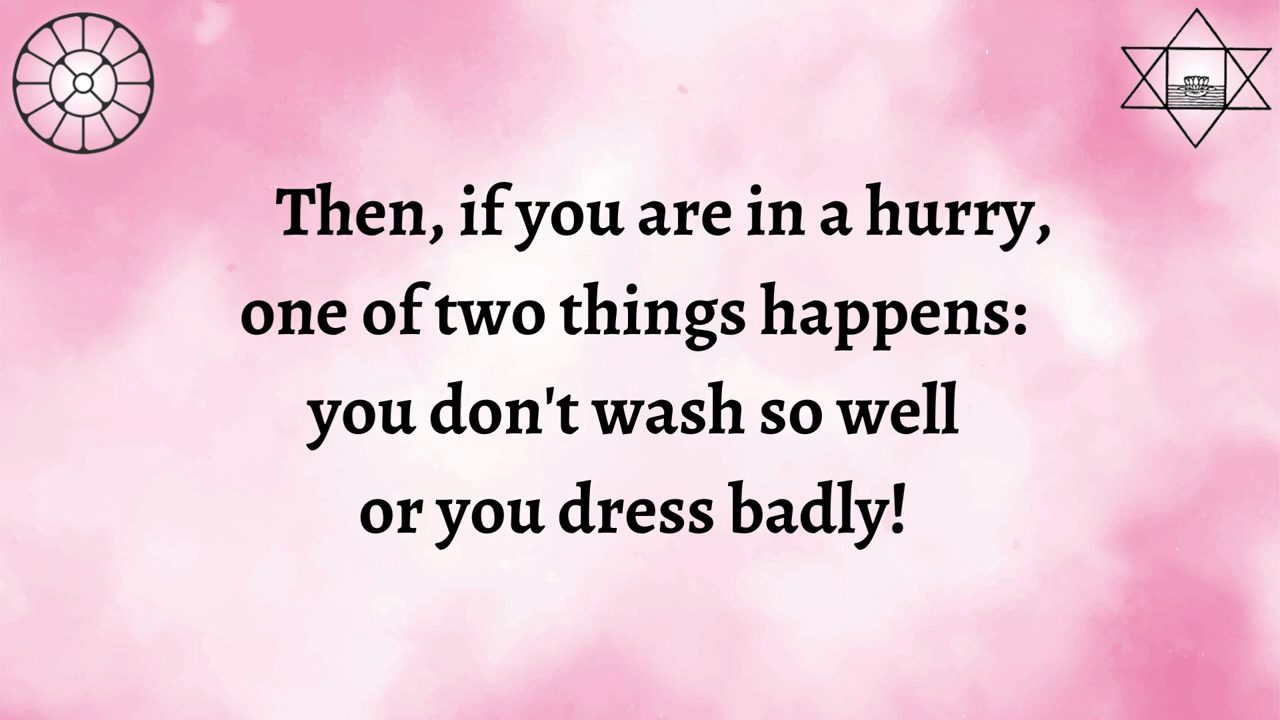 Then, if you are in a hurry,
one of two things happens:
you don't wash so well
or you dress badly!